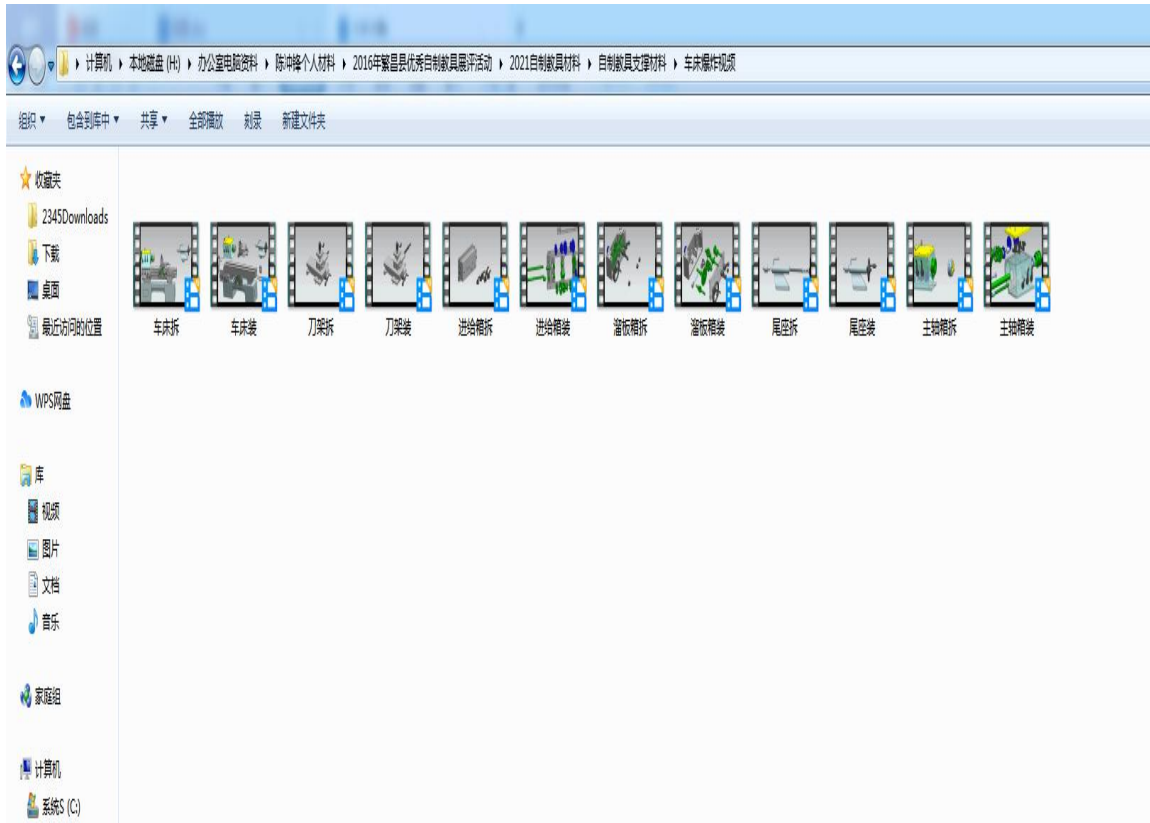 计算机 ▸ 本地磁盘 (H:) ▸ 办公室电脑资料 ▸ 陈冲峰个人材料 ▸ 2016年繁昌县优秀自制教具展评活动 ▸ 2021自制教具材料 ▸ 自制教具支撑材料 ▸ 车床爆炸视频
组织 包含到库中 共享 全部播放 刻录 新建文件夹
收藏夹
2345Downloads
下载
桌面
最近访问的位置
WPS网盘
库
视频
图片
文档
音乐
家庭组
计算机
系统S (C:)
车床拆 车床装 刀架拆 刀架装 进给箱拆 进给箱装 溜板箱拆 溜板箱装 尾座拆 尾座装 主轴箱拆 主轴箱装